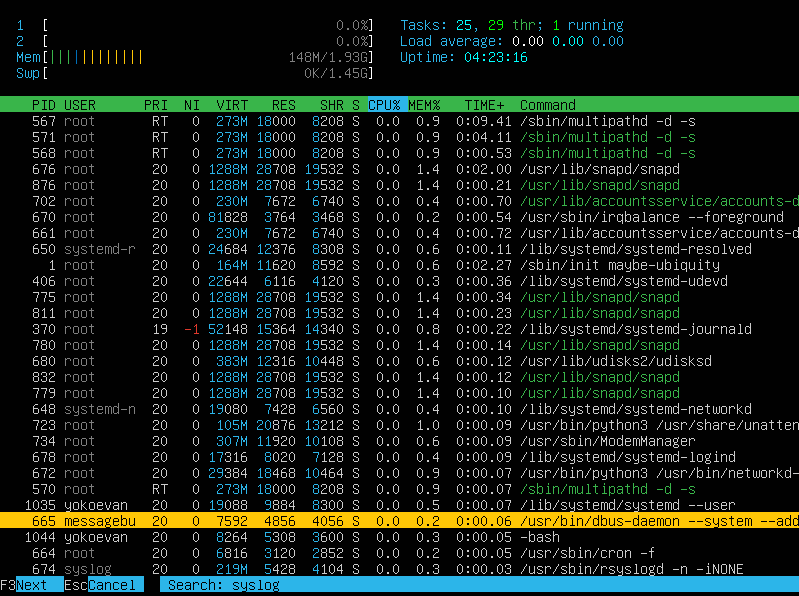 1 [ 0.0%] Tasks: 25, 29 thr; 1 running
2 [ 0.0%] Load average: 0.00 0.00 0.00
Mem[||||||||||||| 148M/1.93G] Uptime: 04:23:16
Swp[ 0K/1.45G]
PID USER PRI NI VIRT RES SHR S CPU% MEM% TIME+ Command
567 root RT 0 273M 18000 8208 S 0.0 0.9 0:09.41 /sbin/multipathd -d -s
571 root RT 0 273M 18000 8208 S 0.0 0.9 0:04.11 /sbin/multipathd -d -s
568 root RT 0 273M 18000 8208 S 0.0 0.9 0:00.53 /sbin/multipathd -d -s
676 root 20 0 1288M 28708 19532 S 0.0 1.4 0:02.00 /usr/lib/snapd/snapd
876 root 20 0 1288M 28708 19532 S 0.0 1.4 0:00.21 /usr/lib/snapd/snapd
702 root 20 0 230M 7672 6740 S 0.0 0.4 0:00.70 /usr/lib/accountsservice/accounts-d
670 root 20 0 81828 3764 3468 S 0.0 0.2 0:00.54 /usr/sbin/irqbalance --foreground
661 root 20 0 230M 7672 6740 S 0.0 0.4 0:00.72 /usr/lib/accountsservice/accounts-d
650 systemd-r 20 0 24684 12376 8308 S 0.0 0.6 0:00.11 /lib/systemd/systemd-resolved
1 root 20 0 164M 11620 8592 S 0.0 0.6 0:02.27 /sbin/init maybe-ubiquity
406 root 20 0 22644 6116 4120 S 0.0 0.3 0:00.36 /lib/systemd/systemd-udevd
775 root 20 0 1288M 28708 19532 S 0.0 1.4 0:00.34 /usr/lib/snapd/snapd
811 root 20 0 1288M 28708 19532 S 0.0 1.4 0:00.23 /usr/lib/snapd/snapd
370 root 19 -1 52148 15364 14340 S 0.0 0.8 0:00.22 /lib/systemd/systemd-journald
780 root 20 0 1288M 28708 19532 S 0.0 1.4 0:00.14 /usr/lib/snapd/snapd
680 root 20 0 383M 12316 10448 S 0.0 0.6 0:00.12 /usr/lib/udisks2/udisksd
832 root 20 0 1288M 28708 19532 S 0.0 1.4 0:00.12 /usr/lib/snapd/snapd
779 root 20 0 1288M 28708 19532 S 0.0 1.4 0:00.10 /usr/lib/snapd/snapd
648 systemd-n 20 0 19080 7428 6560 S 0.0 0.4 0:00.10 /lib/systemd/systemd-networkd
723 root 20 0 105M 20876 13212 S 0.0 1.0 0:00.09 /usr/bin/python3 /usr/share/unatten
734 root 20 0 307M 11920 10108 S 0.0 0.6 0:00.09 /usr/sbin/ModemManager
678 root 20 0 17316 8020 7128 S 0.0 0.4 0:00.09 /lib/systemd/systemd-logind
672 root 20 0 29384 18468 10464 S 0.0 0.9 0:00.07 /usr/bin/python3 /usr/bin/networkd-
570 root RT 0 273M 18000 8208 S 0.0 0.9 0:00.07 /sbin/multipathd -d -s
1035 yokoevan 20 0 19088 9884 8300 S 0.0 0.5 0:00.07 /lib/systemd/systemd --user
665 messagebu 20 0 7592 4856 4056 S 0.0 0.2 0:00.06 /usr/bin/dbus-daemon --system --add
1044 yokoevan 20 0 8264 5308 3600 S 0.0 0.3 0:00.05 -bash
664 root 20 0 6816 3120 2852 S 0.0 0.2 0:00.05 /usr/sbin/cron -f
674 syslog 20 0 219M 5428 4104 S 0.0 0.3 0:00.05 /usr/sbin/rsyslogd -n -iNONE
F3Next EscCancel Search: syslog